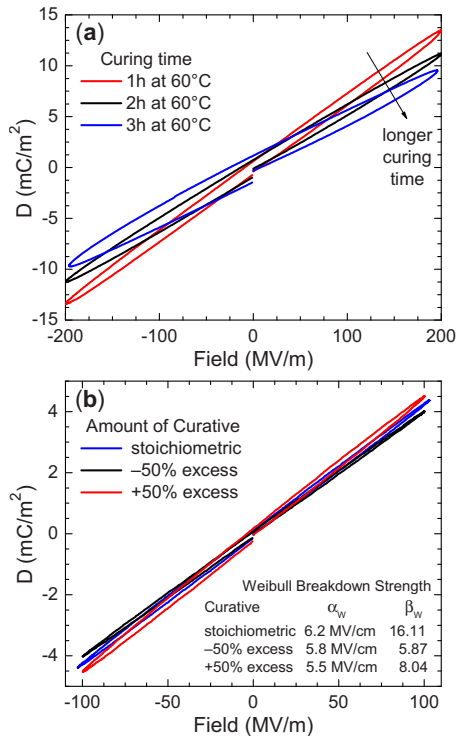 (a)
Curing time
1h at 60°C
2h at 60°C
3h at 60°C
longer
curing
time
15
10
5
0
-5
-10
-15
D (mC/m²)
-200 -100 0 100 200
Field (MV/m)
(b)
Amount of Curative
stoichiometric
–50% excess
+50% excess
4
2
0
-2
-4
D (mC/m²)
Weibull Breakdown Strength
Curative α_W β_W
stoichiometric 6.2 MV/cm 16.11
–50% excess 5.8 MV/cm 5.87
+50% excess 5.5 MV/cm 8.04
-100 -50 0 50 100
Field (MV/m)